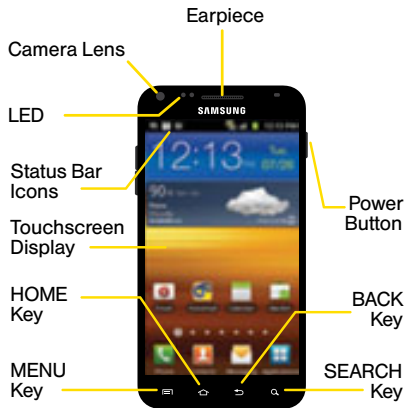 Earpiece
Camera Lens
LED
SAMSUNG
Status Bar
Icons
12:13
Power
Button
Touchscreen
Display
HOME
Key
BACK
Key
MENU
Key
SEARCH
Key